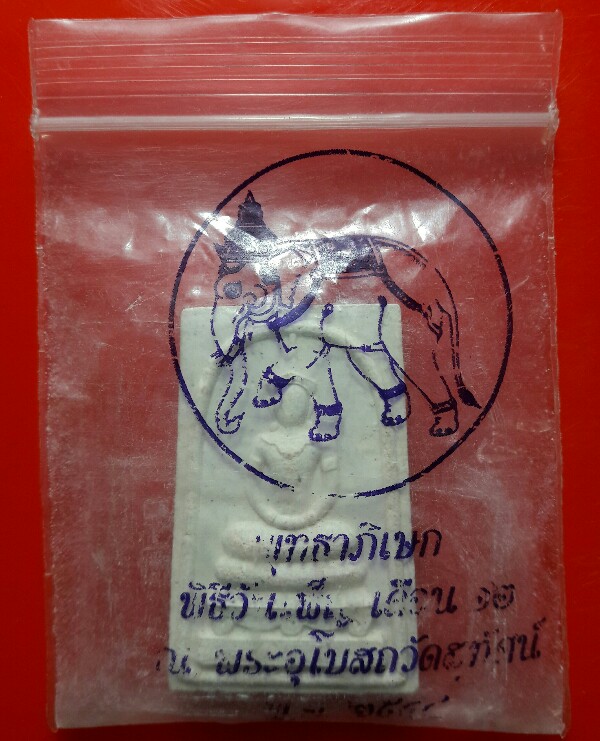 พุทธาภิเษก
พิธีวันเพ็ญ เดือน ๑๒
ณ พระอุโบสถวัดสุทัศน์